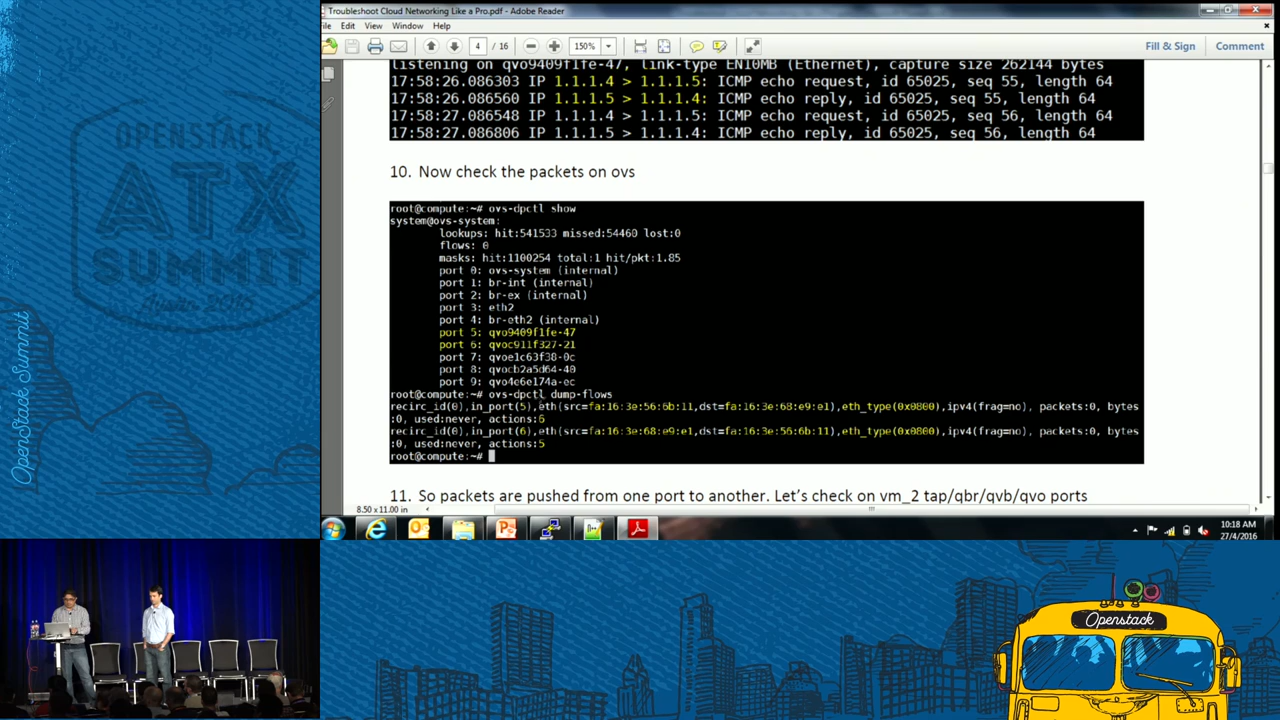 Troubleshoot Cloud Networking Like a Pro.pdf - Adobe Reader
File Edit View Window Help
4 / 16 150% Fill & Sign Comment
listening on qvo9409f1fe-47, link-type EN10MB (Ethernet), capture size 262144 bytes
17:58:26.086303 IP 1.1.1.4 > 1.1.1.5: ICMP echo request, id 65025, seq 55, length 64
17:58:26.086560 IP 1.1.1.5 > 1.1.1.4: ICMP echo reply, id 65025, seq 55, length 64
17:58:27.086548 IP 1.1.1.4 > 1.1.1.5: ICMP echo request, id 65025, seq 56, length 64
17:58:27.086806 IP 1.1.1.5 > 1.1.1.4: ICMP echo reply, id 65025, seq 56, length 64
10. Now check the packets on ovs
root@compute:~# ovs-dpctl show
system@ovs-system:
lookups: hit:541533 missed:54460 lost:0
flows: 0
masks: hit:1100254 total:1 hit/pkt:1.85
port 0: ovs-system (internal)
port 1: br-int (internal)
port 2: br-ex (internal)
port 3: eth2
port 4: br-eth2 (internal)
port 5: qvo9409f1fe-47
port 6: qvoc911f327-21
port 7: qvoe1c63f38-0c
port 8: qvocb2a5d64-40
port 9: qvo4e6e174a-ec
root@compute:~# ovs-dpctl dump-flows
recirc_id(0),in_port(5),eth(src=fa:16:3e:56:6b:11,dst=fa:16:3e:68:e9:e1),eth_type(0x0800),ipv4(frag=no), packets:0, bytes
:0, used:never, actions:6
recirc_id(0),in_port(6),eth(src=fa:16:3e:68:e9:e1,dst=fa:16:3e:56:6b:11),eth_type(0x0800),ipv4(frag=no), packets:0, bytes
:0, used:never, actions:5
root@compute:~#
11. So packets are pushed from one port to another. Let's check on vm_2 tap/qbr/qvb/qvo ports
8.50 x 11.00 in
10:18 AM
27/4/2016
OPENSTACK
ATX
SUMMIT
OpenStack Summit
Openstack